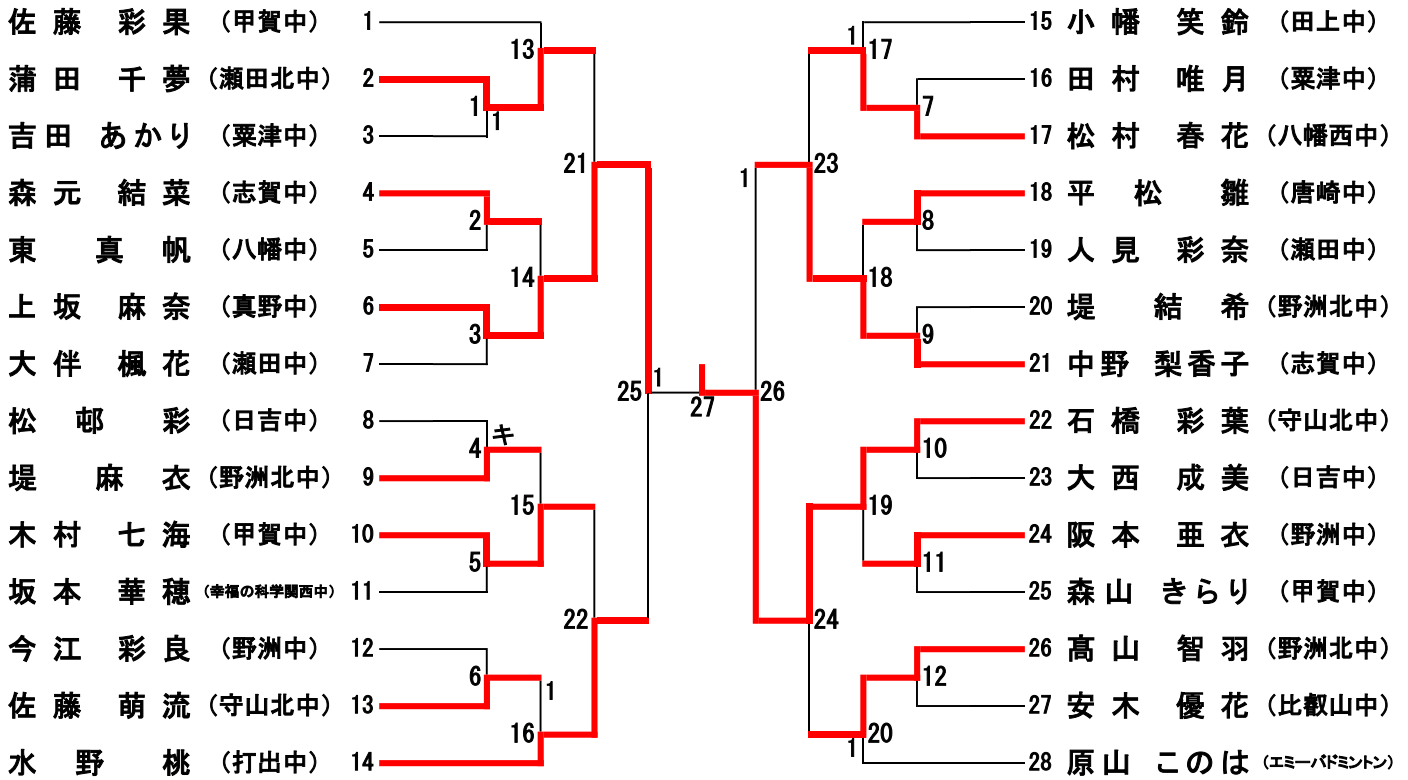 佐藤 彩果 （甲賀中） 1
蒲田 千夢 （瀬田北中） 2
吉田 あかり （粟津中） 3
森元 結菜 （志賀中） 4
東 真帆 （八幡中） 5
上坂 麻奈 （真野中） 6
大伴 楓花 （瀬田中） 7
松邨 彩 （日吉中） 8
堤 麻衣 （野洲北中） 9
木村 七海 （甲賀中） 10
坂本 華穂 （幸福の科学関西中） 11
今江 彩良 （野洲中） 12
佐藤 萌流 （守山北中） 13
水野 桃 （打出中） 14
13
1
1
21
2
14
3
25
1
4
キ
15
5
22
6
1
16
27
1
17
7
1
23
8
18
9
26
10
19
11
24
12
1
20
15 小幡 笑鈴 （田上中）
16 田村 唯月 （粟津中）
17 松村 春花 （八幡西中）
18 平松 雛 （唐崎中）
19 人見 彩奈 （瀬田中）
20 堤 結希 （野洲北中）
21 中野 梨香子 （志賀中）
22 石橋 彩葉 （守山北中）
23 大西 成美 （日吉中）
24 阪本 亜衣 （野洲中）
25 森山 きらり （甲賀中）
26 髙山 智羽 （野洲北中）
27 安木 優花 （比叡山中）
28 原山 このは （エミーバドミントン）